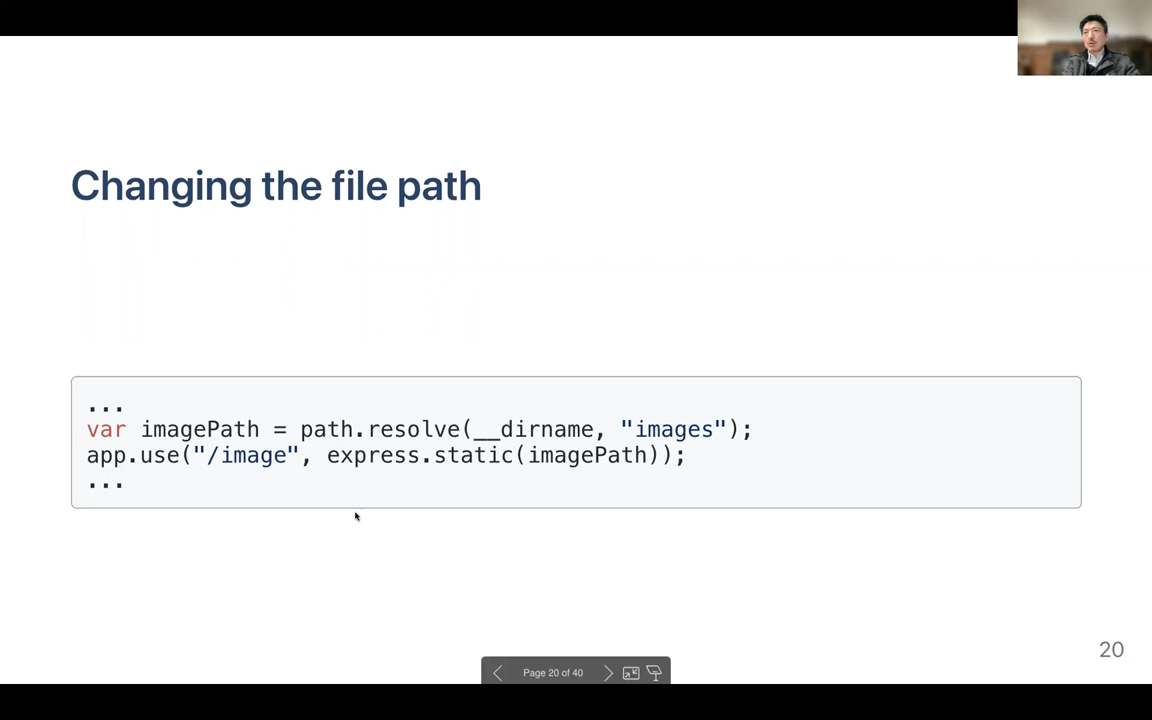 Changing the file path
...
var imagePath = path.resolve(__dirname, "images");
app.use("/image", express.static(imagePath));
...
20
Page 20 of 40